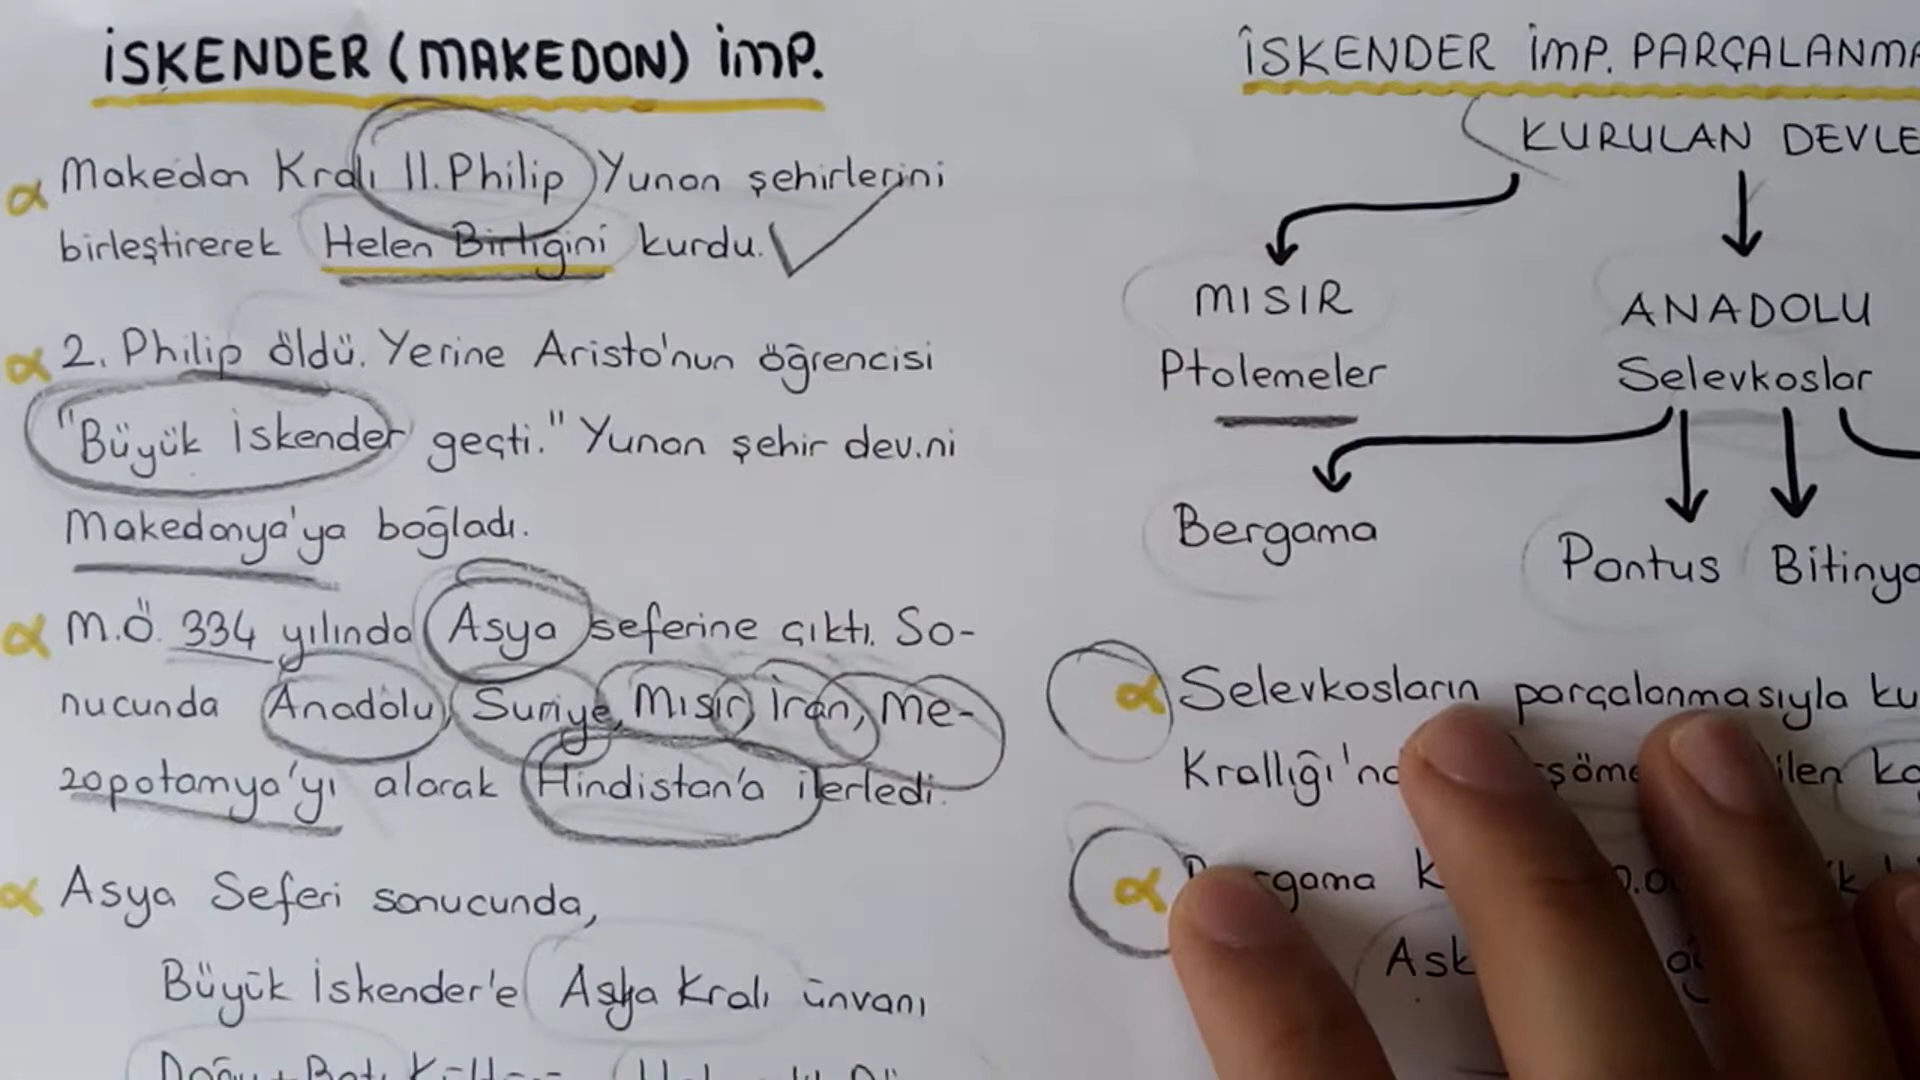 İSKENDER (MAKEDON) İMP.
Makedon Kralı II. Philip Yunan şehirlerini
birleştirerek Helen Birliğini kurdu.
2. Philip öldü. Yerine Aristo'nun öğrencisi
"Büyük İskender geçti." Yunan şehir dev.ni
Makedonya'ya bağladı.
M.Ö. 334 yılında Asya seferine çıktı. So-
nucunda Anadolu, Suriye, Mısır, İran, Me-
zopotamya'yı alarak Hindistan'a ilerledi.
Asya Seferi sonucunda,
Büyük İskender'e Asya Kralı ünvanı
İSKENDER İMP. PARÇALANMA
KURULAN DEVLE
MISIR
Ptolemeler
ANADOLU
Selevkoslar
Bergama
Pontus
Bitinya
Selevkosların parçalanmasıyla ku
Krallığı'n